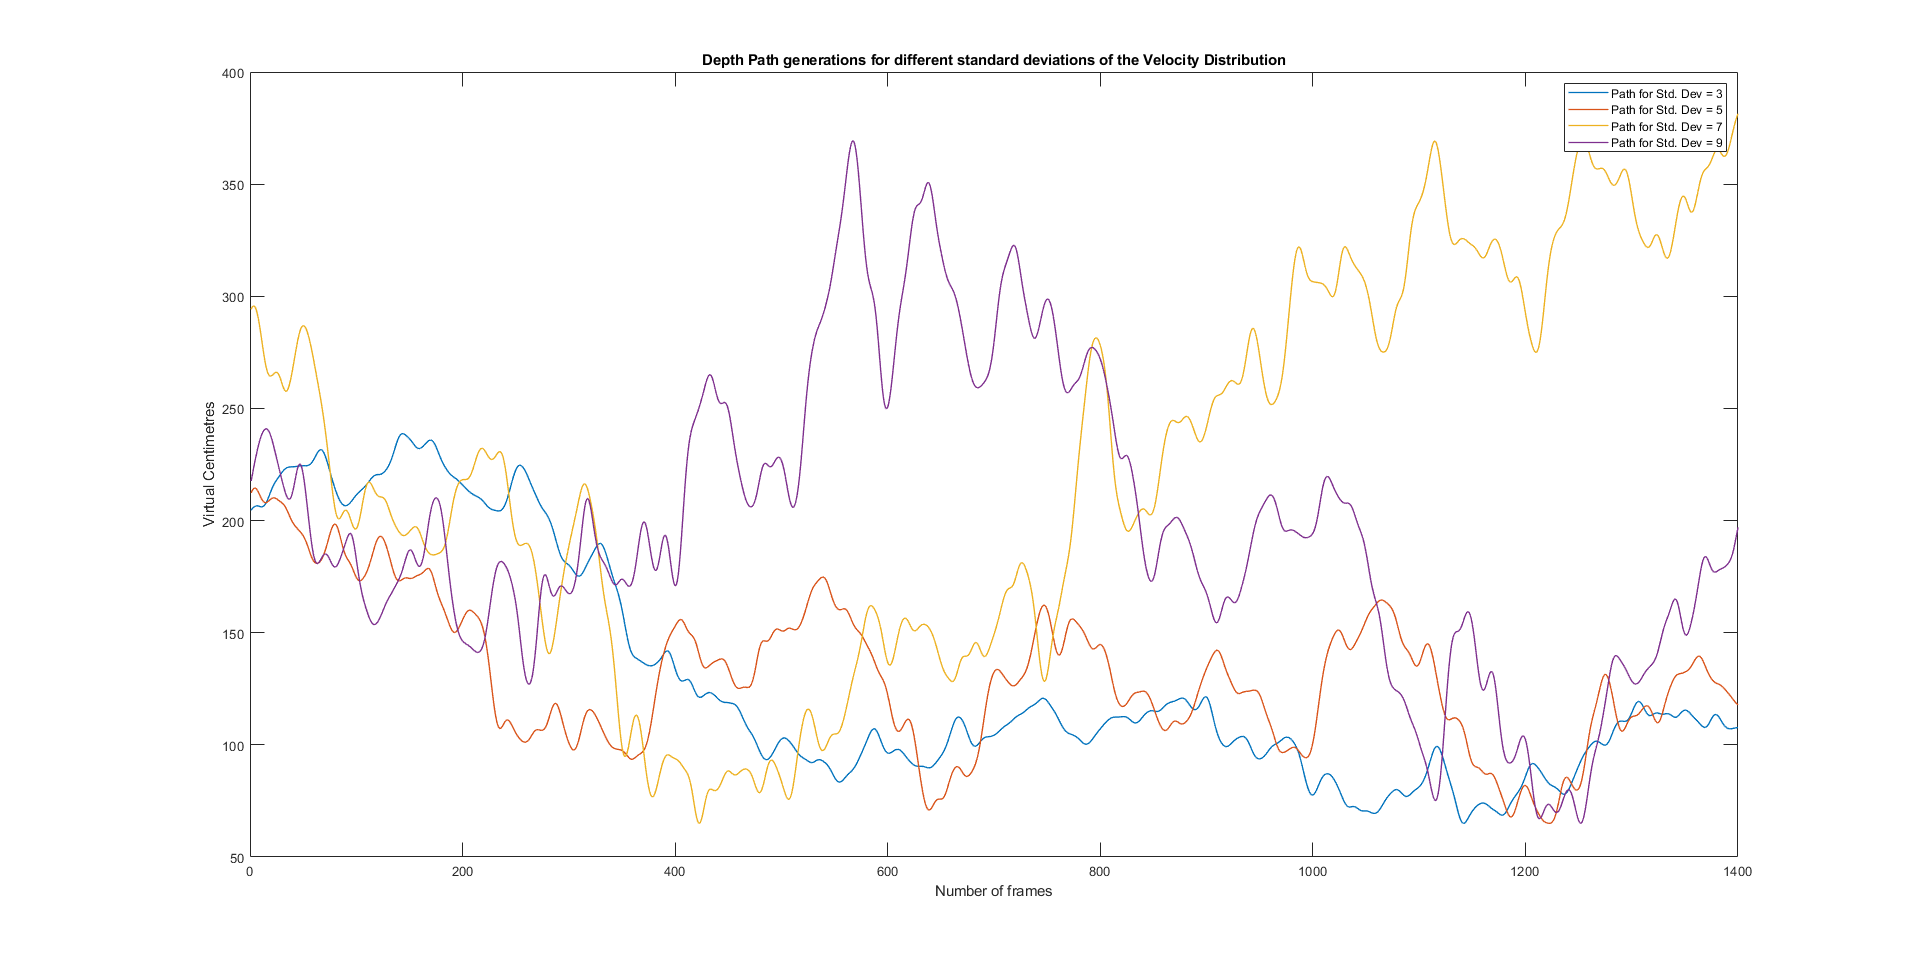 Depth Path generations for different standard deviations of the Velocity Distribution
Path for Std. Dev = 3
Path for Std. Dev = 5
Path for Std. Dev = 7
Path for Std. Dev = 9
400
350
300
250
200
150
100
50
Virtual Centimetres
0 200 400 600 800 1000 1200 1400
Number of frames